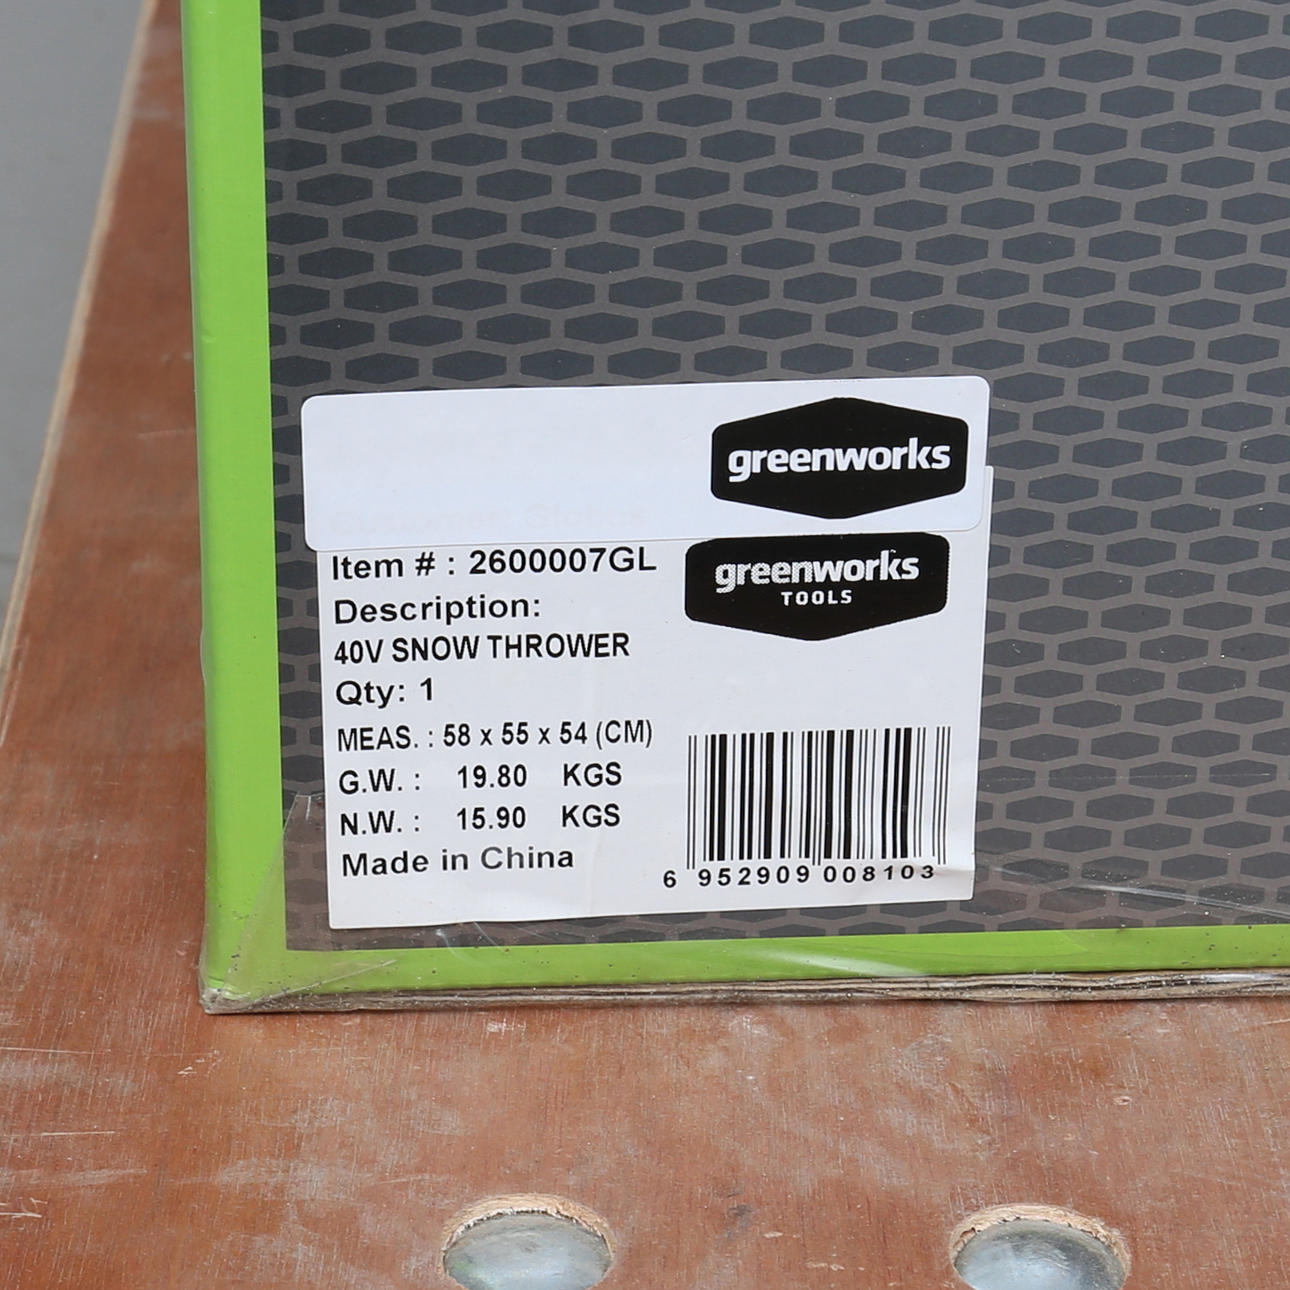 greenworks
Item # : 2600007GL
greenworks
TOOLS
Description:
40V SNOW THROWER
Qty: 1
MEAS. : 58 x 55 x 54 (CM)
G.W. : 19.80 KGS
N.W. : 15.90 KGS
Made in China
6 952909 008103